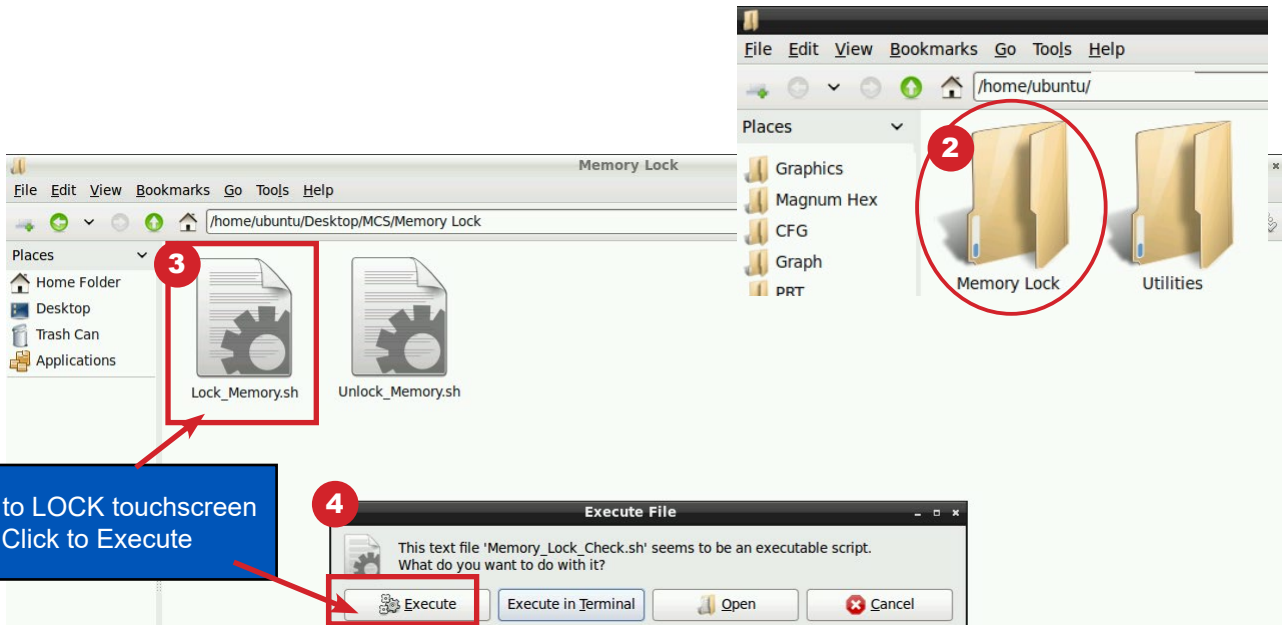 File Edit View Bookmarks Go Tools Help
/home/ubuntu/
Places
Graphics
Magnum Hex
CFG
Graph
PRT
2
Memory Lock
Utilities
Memory Lock
File Edit View Bookmarks Go Tools Help
/home/ubuntu/Desktop/MCS/Memory Lock
Places
Home Folder
Desktop
Trash Can
Applications
3
Lock_Memory.sh
Unlock_Memory.sh
to LOCK touchscreen
Click to Execute
4
Execute File
This text file 'Memory_Lock_Check.sh' seems to be an executable script.
What do you want to do with it?
Execute
Execute in Terminal
Open
Cancel